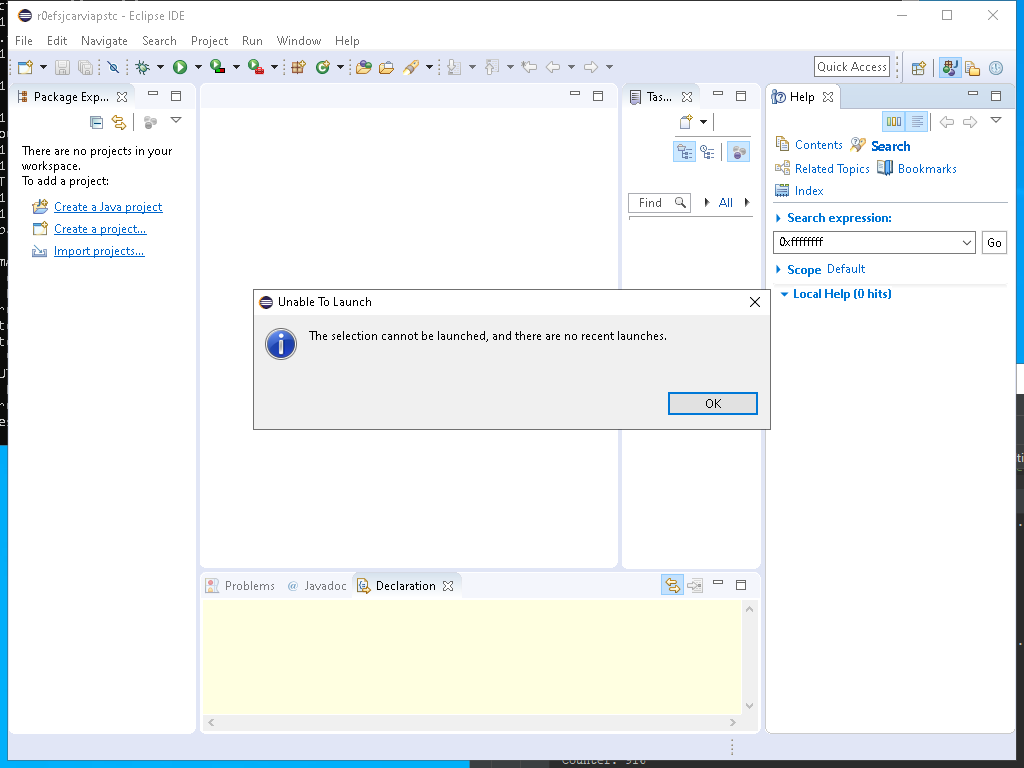 r0efsjcarviapstc - Eclipse IDE
File Edit Navigate Search Project Run Window Help
Quick Access
Package Exp...
Tas...
Help
There are no projects in your
workspace.
To add a project:
Create a Java project
Create a project...
Import projects...
Find
All
Contents
Search
Related Topics
Bookmarks
Index
Search expression:
0xffffffff
Go
Scope Default
Local Help (0 hits)
Unable To Launch
The selection cannot be launched, and there are no recent launches.
OK
Problems
@ Javadoc
Declaration
Counter: 910